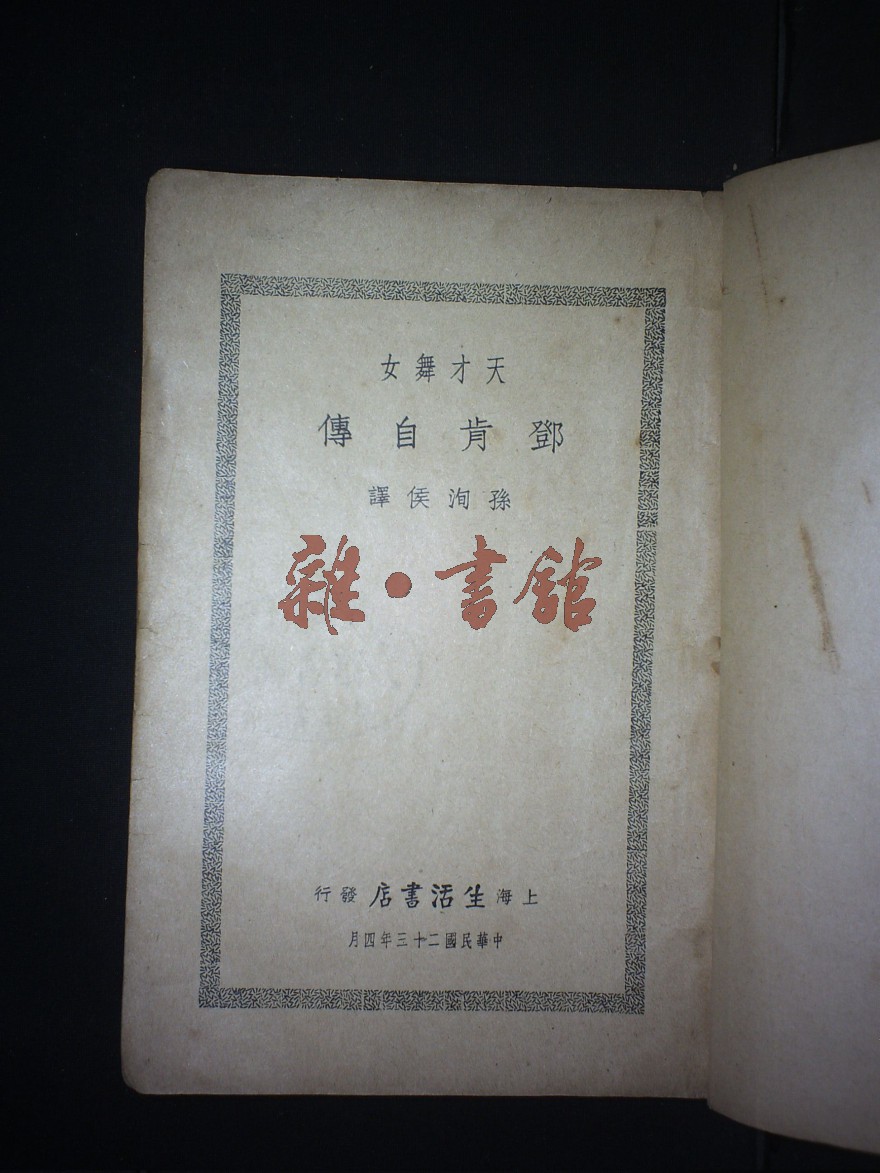 天才舞女
鄧肯自傳
孫洵侯譯
雜•書館
上海生活書店發行
中華民國二十三年四月